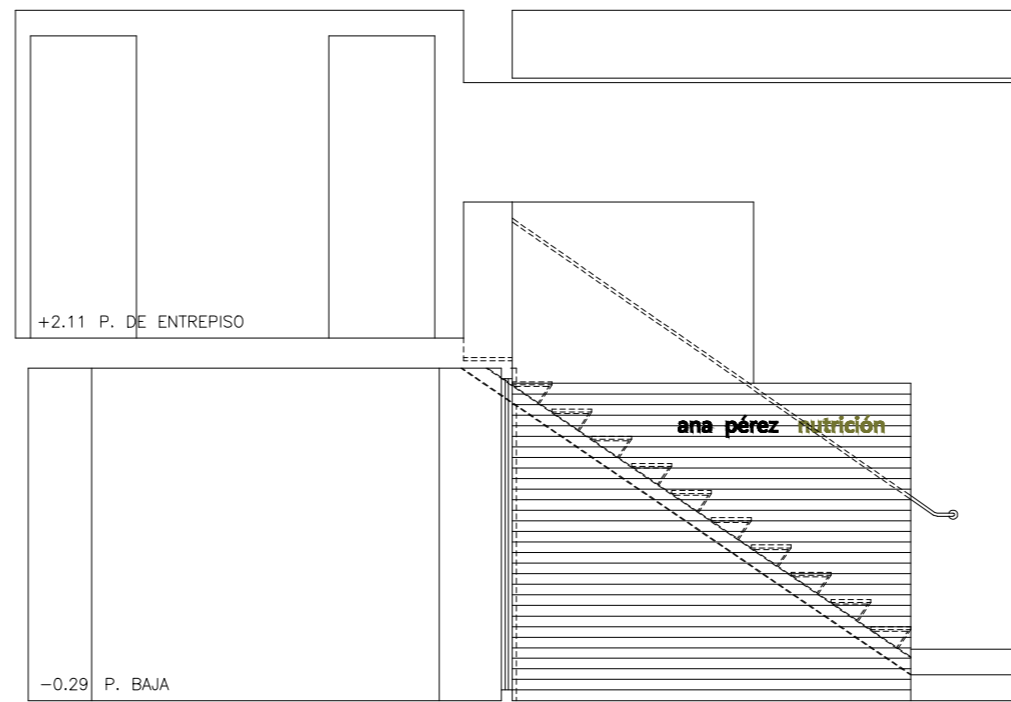 +2.11 P. DE ENTREPISO
ana pérez nutrición
−0.29 P. BAJA